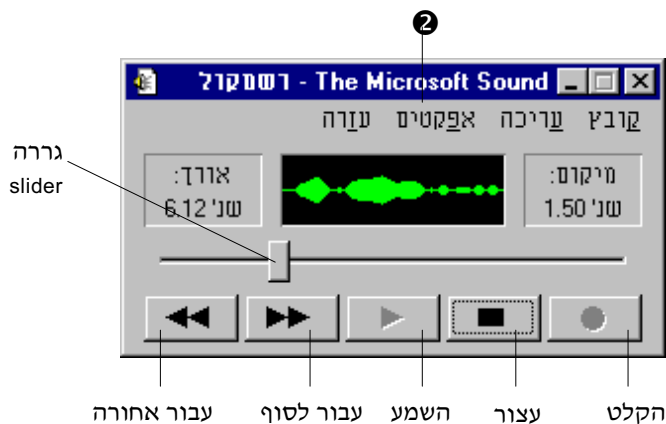 ❷
רשמקול - The Microsoft Sound
קובץ עריכה אפקטים עזרה
מיקום:
1.50 שנ'
אורך:
6.12 שנ'
גררה
slider
הקלט עצור השמע עבור לסוף עבור אחורה